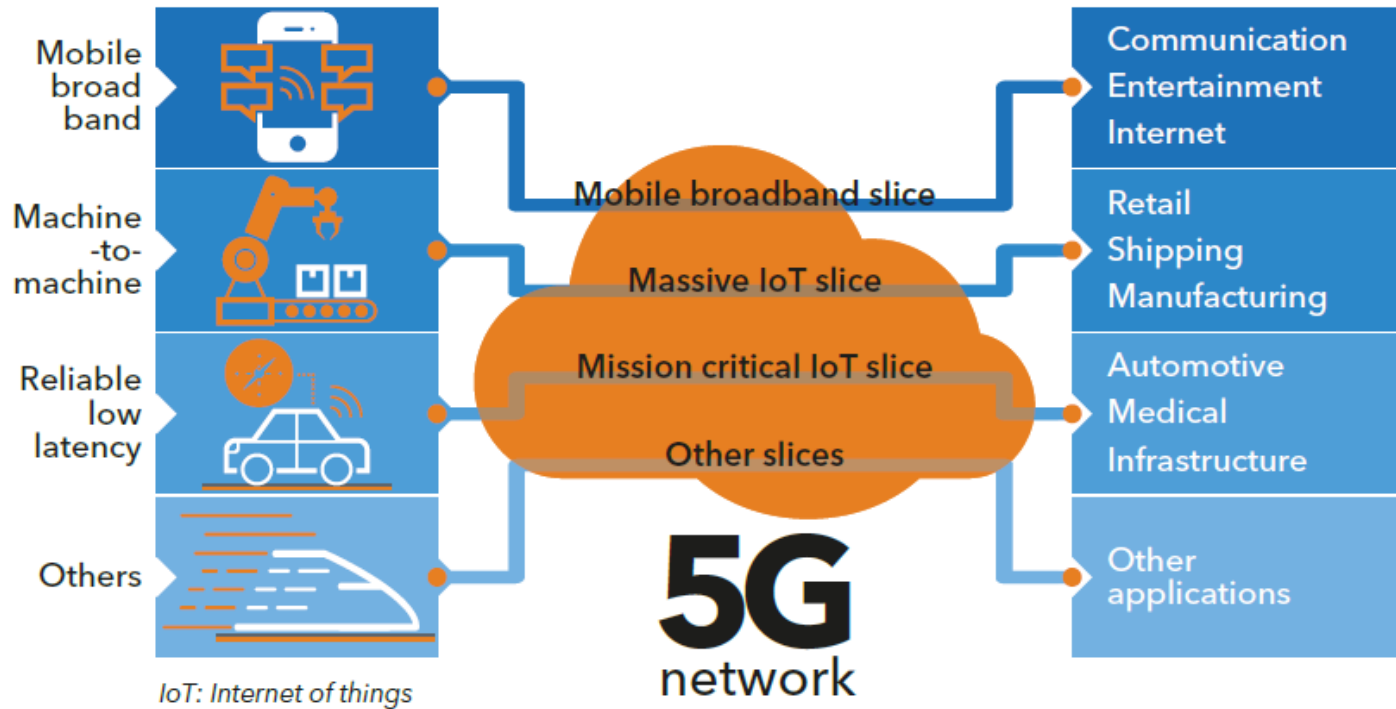 Mobile
broad
band
Machine
-to-
machine
Reliable
low
latency
Others
Mobile broadband slice
Massive IoT slice
Mission critical IoT slice
Other slices
5G
network
Communication
Entertainment
Internet
Retail
Shipping
Manufacturing
Automotive
Medical
Infrastructure
Other
applications
IoT: Internet of things